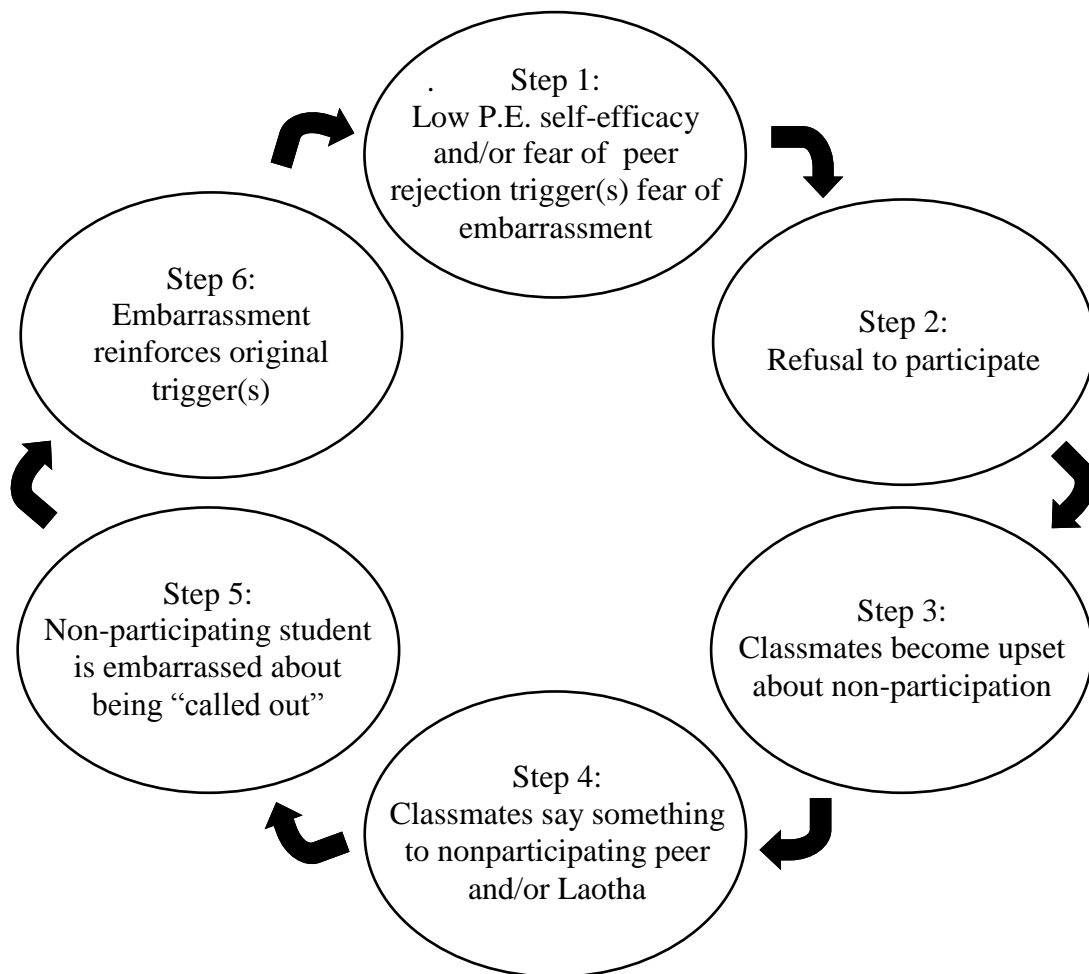 Step 1:
Low P.E. self-efficacy
and/or fear of peer
rejection trigger(s) fear of
embarrassment
Step 2:
Refusal to participate
Step 3:
Classmates become upset
about non-participation
Step 4:
Classmates say something
to nonparticipating peer
and/or Laotha
Step 5:
Non-participating student
is embarrassed about
being “called out”
Step 6:
Embarrassment
reinforces original
trigger(s)